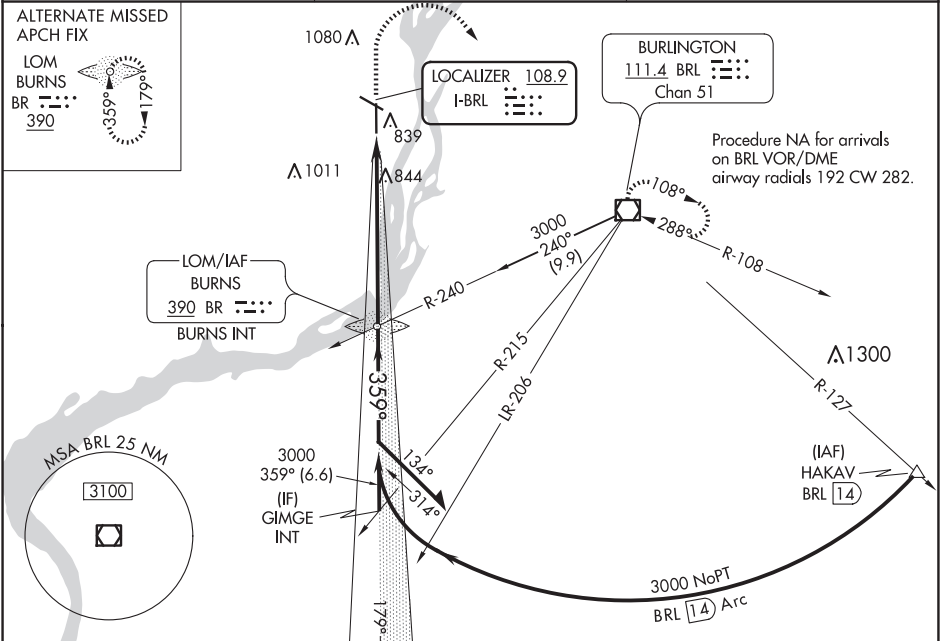 ALTERNATE MISSED
APCH FIX
LOM
BURNS
BR
390
359°
179°
1080
LOCALIZER 108.9
I-BRL
BURLINGTON
111.4 BRL
Chan 51
839
1011
844
Procedure NA for arrivals
on BRL VOR/DME
airway radials 192 CW 282.
108°
288°
R-108
3000
240°
(9.9)
R-240
LOM/IAF
BURNS
390 BR
BURNS INT
R-215
LR-206
1300
R-127
359°
MSA BRL 25 NM
3100
3000
359° (6.6)
(IF)
GIMGE
INT
134°
314°
(IAF)
HAKAV
BRL 14
3000 NoPT
BRL 14 Arc
179°